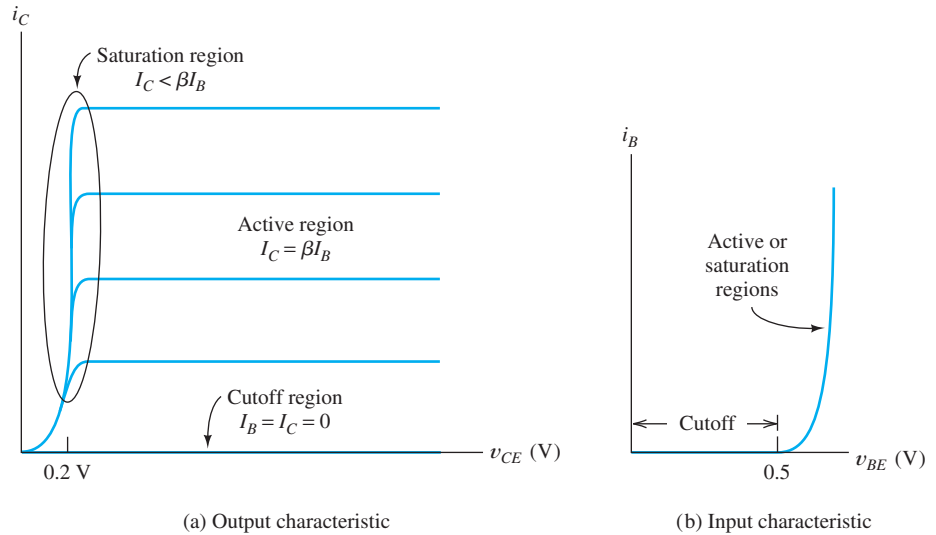 i_C
Saturation region
I_C < βI_B
Active region
I_C = βI_B
Cutoff region
I_B = I_C = 0
v_CE (V)
0.2 V
(a) Output characteristic
i_B
Active or
saturation
regions
Cutoff
0.5
v_BE (V)
(b) Input characteristic